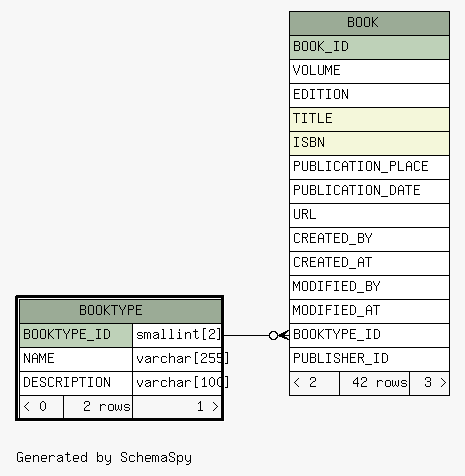 BOOK
BOOK_ID
VOLUME
EDITION
TITLE
ISBN
PUBLICATION_PLACE
PUBLICATION_DATE
URL
CREATED_BY
CREATED_AT
MODIFIED_BY
MODIFIED_AT
BOOKTYPE_ID
PUBLISHER_ID
< 2 42 rows 3 >
BOOKTYPE
BOOKTYPE_ID smallint[2]
NAME varchar[255]
DESCRIPTION varchar[100]
< 0 2 rows 1 >
Generated by SchemaSpy